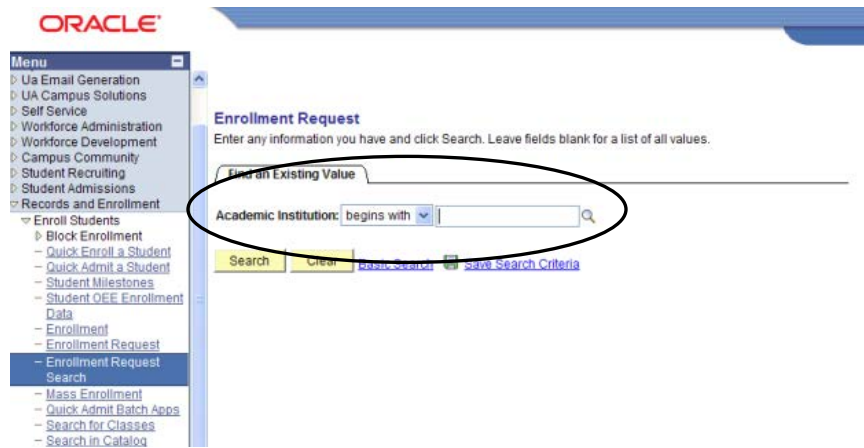 ORACLE
Menu
Ua Email Generation
UA Campus Solutions
Self Service
Workforce Administration
Workforce Development
Campus Community
Student Recruiting
Student Admissions
Records and Enrollment
Enroll Students
Block Enrollment
Quick Enroll a Student
Quick Admit a Student
Student Milestones
Student OEE Enrollment
Data
Enrollment
Enrollment Request
Enrollment Request
Search
Mass Enrollment
Quick Admit Batch Apps
Search for Classes
Search in Catalog
Enrollment Request
Enter any information you have and click Search. Leave fields blank for a list of all values.
Find an Existing Value
Academic Institution: begins with
Search Clear Basic Search Save Search Criteria